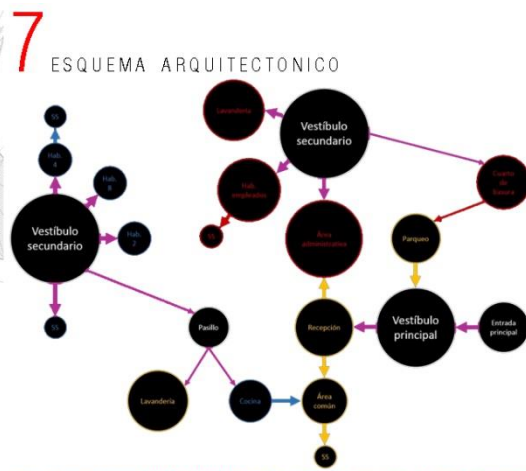 7
ESQUEMA ARQUITECTONICO
Lavandería
Vestíbulo
secundario
SS
Hab.
4
Hab.
empleados
Cuarto
de
basura
Hab.
8
SS
Área
administrativa
Parqueo
Vestíbulo
secundario
Hab.
2
SS
Pasillo
Recepción
Vestíbulo
principal
Entrada
principal
Lavandería
Cocina
Área
común
SS